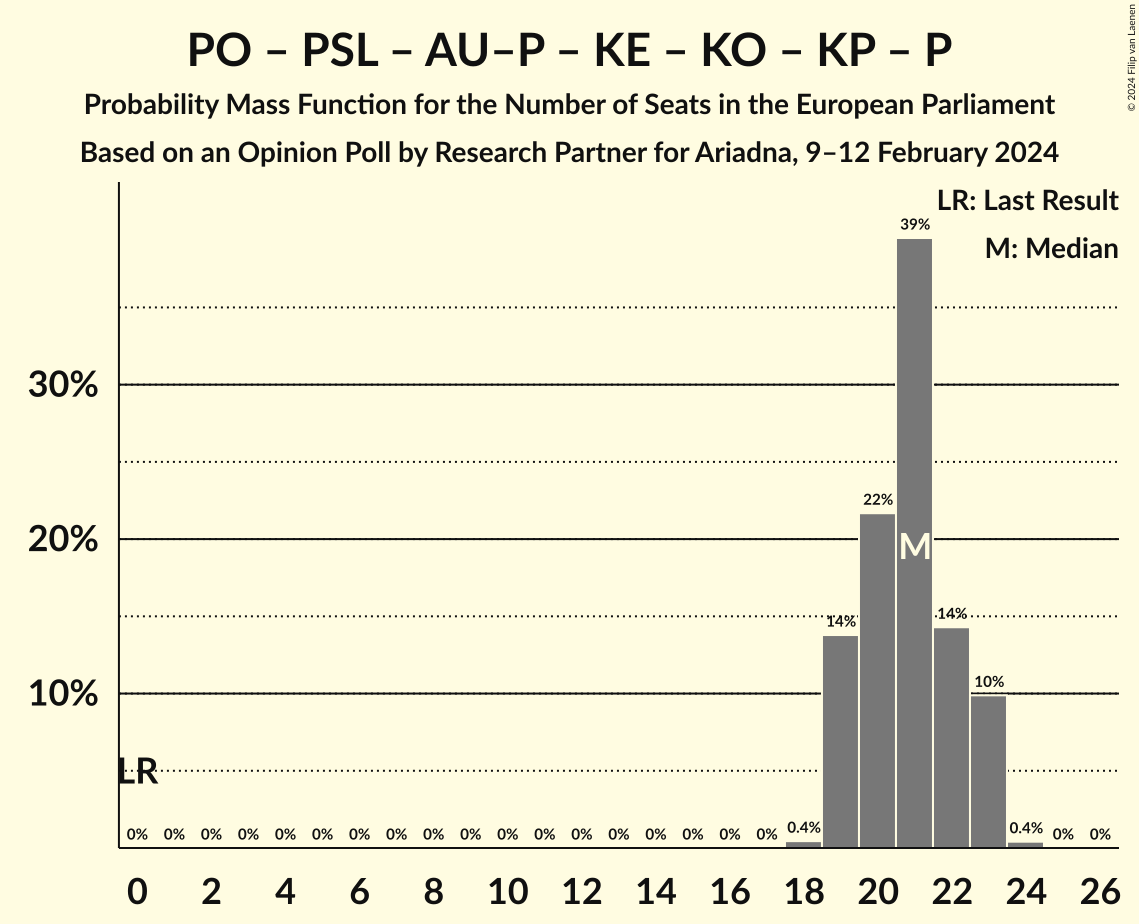 PO – PSL – AU–P – KE – KO – KP – P
Probability Mass Function for the Number of Seats in the European Parliament
Based on an Opinion Poll by Research Partner for Ariadna, 9–12 February 2024
© 2024 Filip van Laenen
LR: Last Result
M: Median
39%
30%
22%
20%
M
14% 14%
10%
10%
LR
0% 0% 0% 0% 0% 0% 0% 0% 0% 0% 0% 0% 0% 0% 0% 0% 0% 0% 0.4% 0.4% 0% 0%
0 2 4 6 8 10 12 14 16 18 20 22 24 26